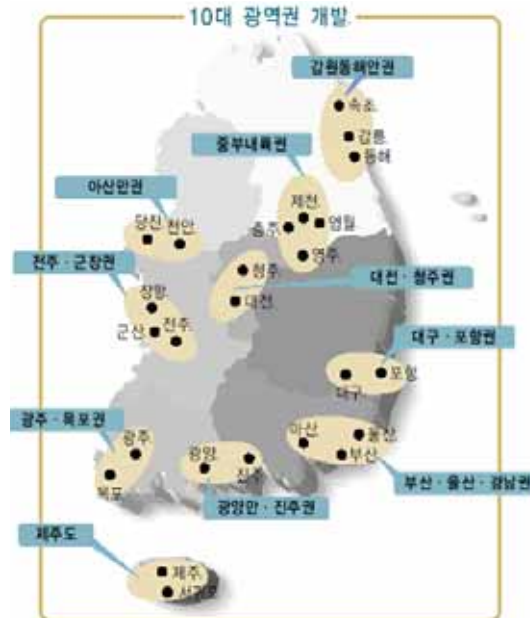 10대 광역권 개발
강원동해안권
속초
강릉
동해
중부내륙권
제천
충주
영월
영주
아산만권
당진
천안
전주·군장권
장항
군산
전주
청주
대전
대전·청주권
대구·포항권
대구
포항
광주·목포권
광주
목포
광양
진주
광양만·진주권
마산
울산
부산
부산·울산·경남권
제주도
제주
서귀포